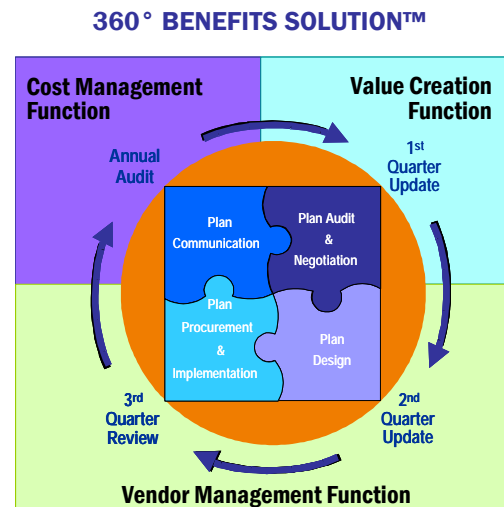 360° BENEFITS SOLUTION™
Cost Management
Function
Value Creation
Function
Annual
Audit
1st
Quarter
Update
Plan
Communication
Plan Audit
&
Negotiation
Plan
Procurement
&
Implementation
Plan
Design
3rd
Quarter
Review
2nd
Quarter
Update
Vendor Management Function